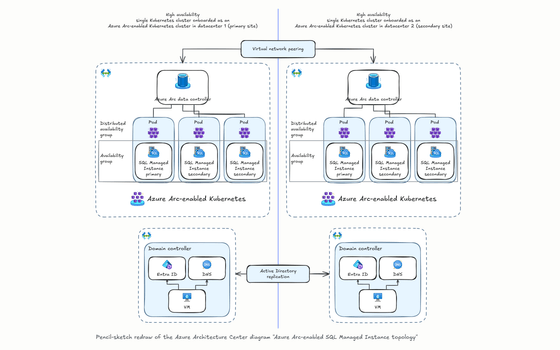 High availability
Single Kubernetes cluster onboarded as an
Azure Arc-enabled Kubernetes cluster in datacenter 1 (primary site)
High availability
Single Kubernetes cluster onboarded as an
Azure Arc-enabled Kubernetes cluster in datacenter 2 (secondary site)
Virtual network peering
Azure Arc data controller
Distributed
availability
group
Pod
Pod
Pod
Availability
group
SQL Managed
Instance
primary
SQL Managed
Instance
secondary
SQL Managed
Instance
secondary
Azure Arc-enabled Kubernetes
Azure Arc data controller
Distributed
availability
group
Pod
Pod
Pod
Availability
group
SQL Managed
Instance
primary
SQL Managed
Instance
secondary
SQL Managed
Instance
secondary
Azure Arc-enabled Kubernetes
Domain controller
Entra ID
DNS
VM
Active Directory
replication
Domain controller
Entra ID
DNS
VM
Pencil-sketch redraw of the Azure Architecture Center diagram "Azure Arc-enabled SQL Managed Instance topology"